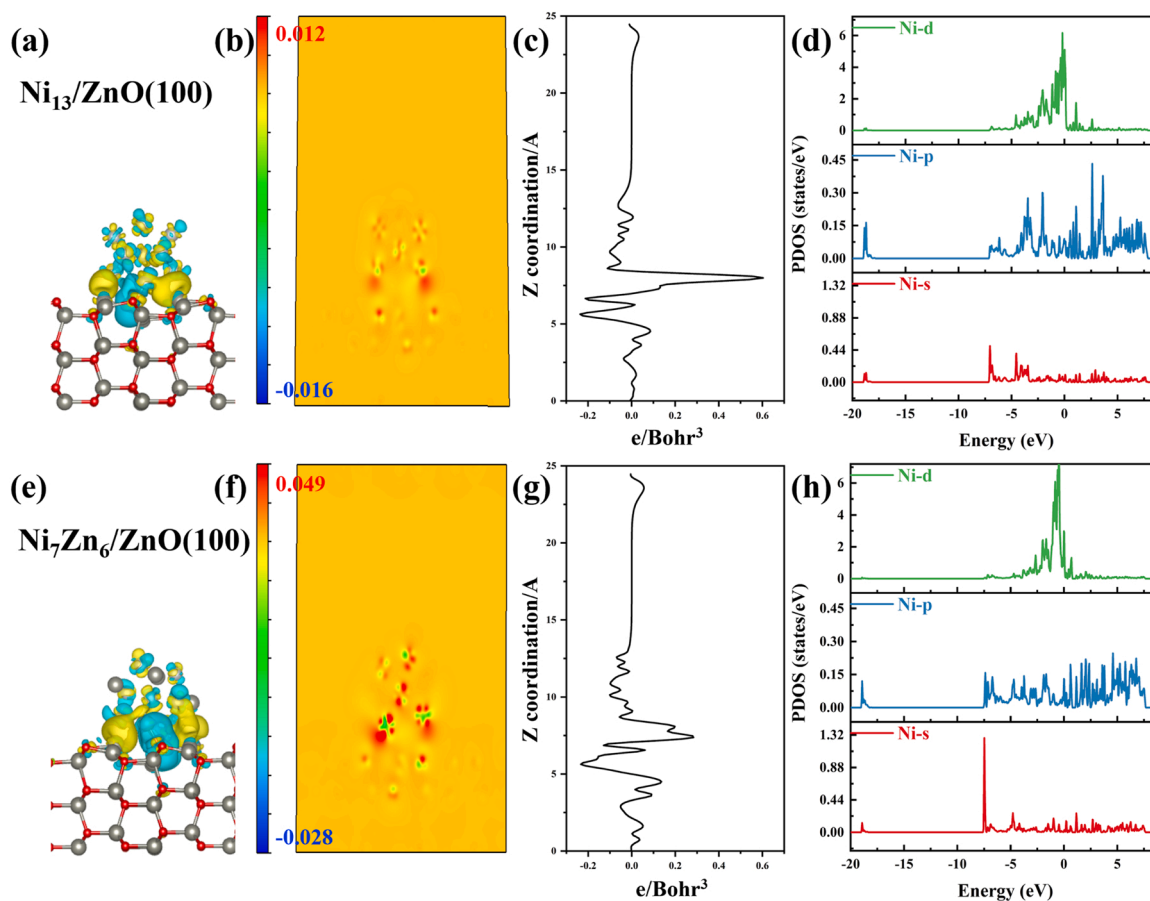 (a)
Ni13/ZnO(100)
(b)
0.012
-0.016
(c)
25
20
15
10
5
0
Z coordination/A
-0.2 0.0 0.2 0.4 0.6
e/Bohr3
(d)
Ni-d
6
4
2
0
Ni-p
0.45
0.30
0.15
0.00
Ni-s
1.32
0.88
0.44
0.00
PDOS (states/eV)
-20 -15 -10 -5 0 5
Energy (eV)
(e)
Ni7Zn6/ZnO(100)
(f)
0.049
-0.028
(g)
25
20
15
10
5
0
Z coordination/A
-0.2 0.0 0.2 0.4 0.6
e/Bohr3
(h)
Ni-d
6
4
2
0
Ni-p
0.45
0.30
0.15
0.00
Ni-s
1.32
0.88
0.44
0.00
PDOS (states/eV)
-20 -15 -10 -5 0 5
Energy (eV)